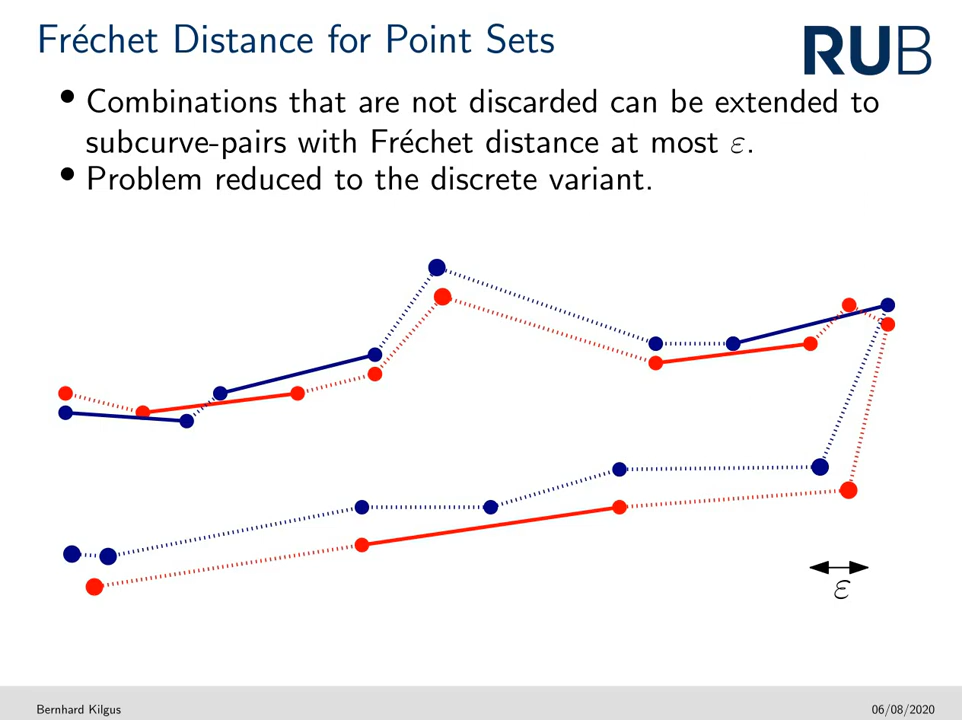 Fréchet Distance for Point Sets
RUB
• Combinations that are not discarded can be extended to
subcurve-pairs with Fréchet distance at most ε.
• Problem reduced to the discrete variant.
ε
Bernhard Kilgus
06/08/2020